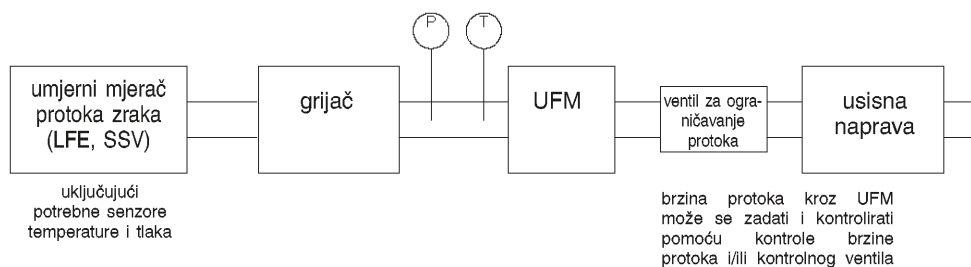 P
T
umjerni mjerač
protoka zraka
(LFE, SSV)
grijač
UFM
ventil za ogra-
ničavanje
protoka
usisna
naprava
uključujući
potrebne senzore
temperature i tlaka
brzina protoka kroz UFM
može se zadati i kontrolirati
pomoću kontrole brzine
protoka i/ili kontrolnog ventila